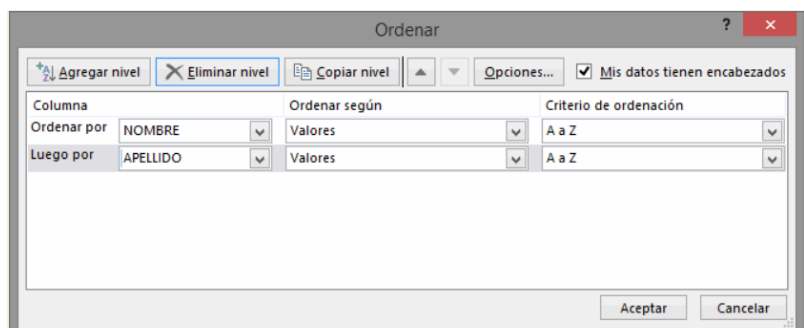 Ordenar ? ×
Agregar nivel Eliminar nivel Copiar nivel Opciones... Mis datos tienen encabezados
Columna Ordenar según Criterio de ordenación
Ordenar por NOMBRE Valores A a Z
Luego por APELLIDO Valores A a Z
Aceptar Cancelar